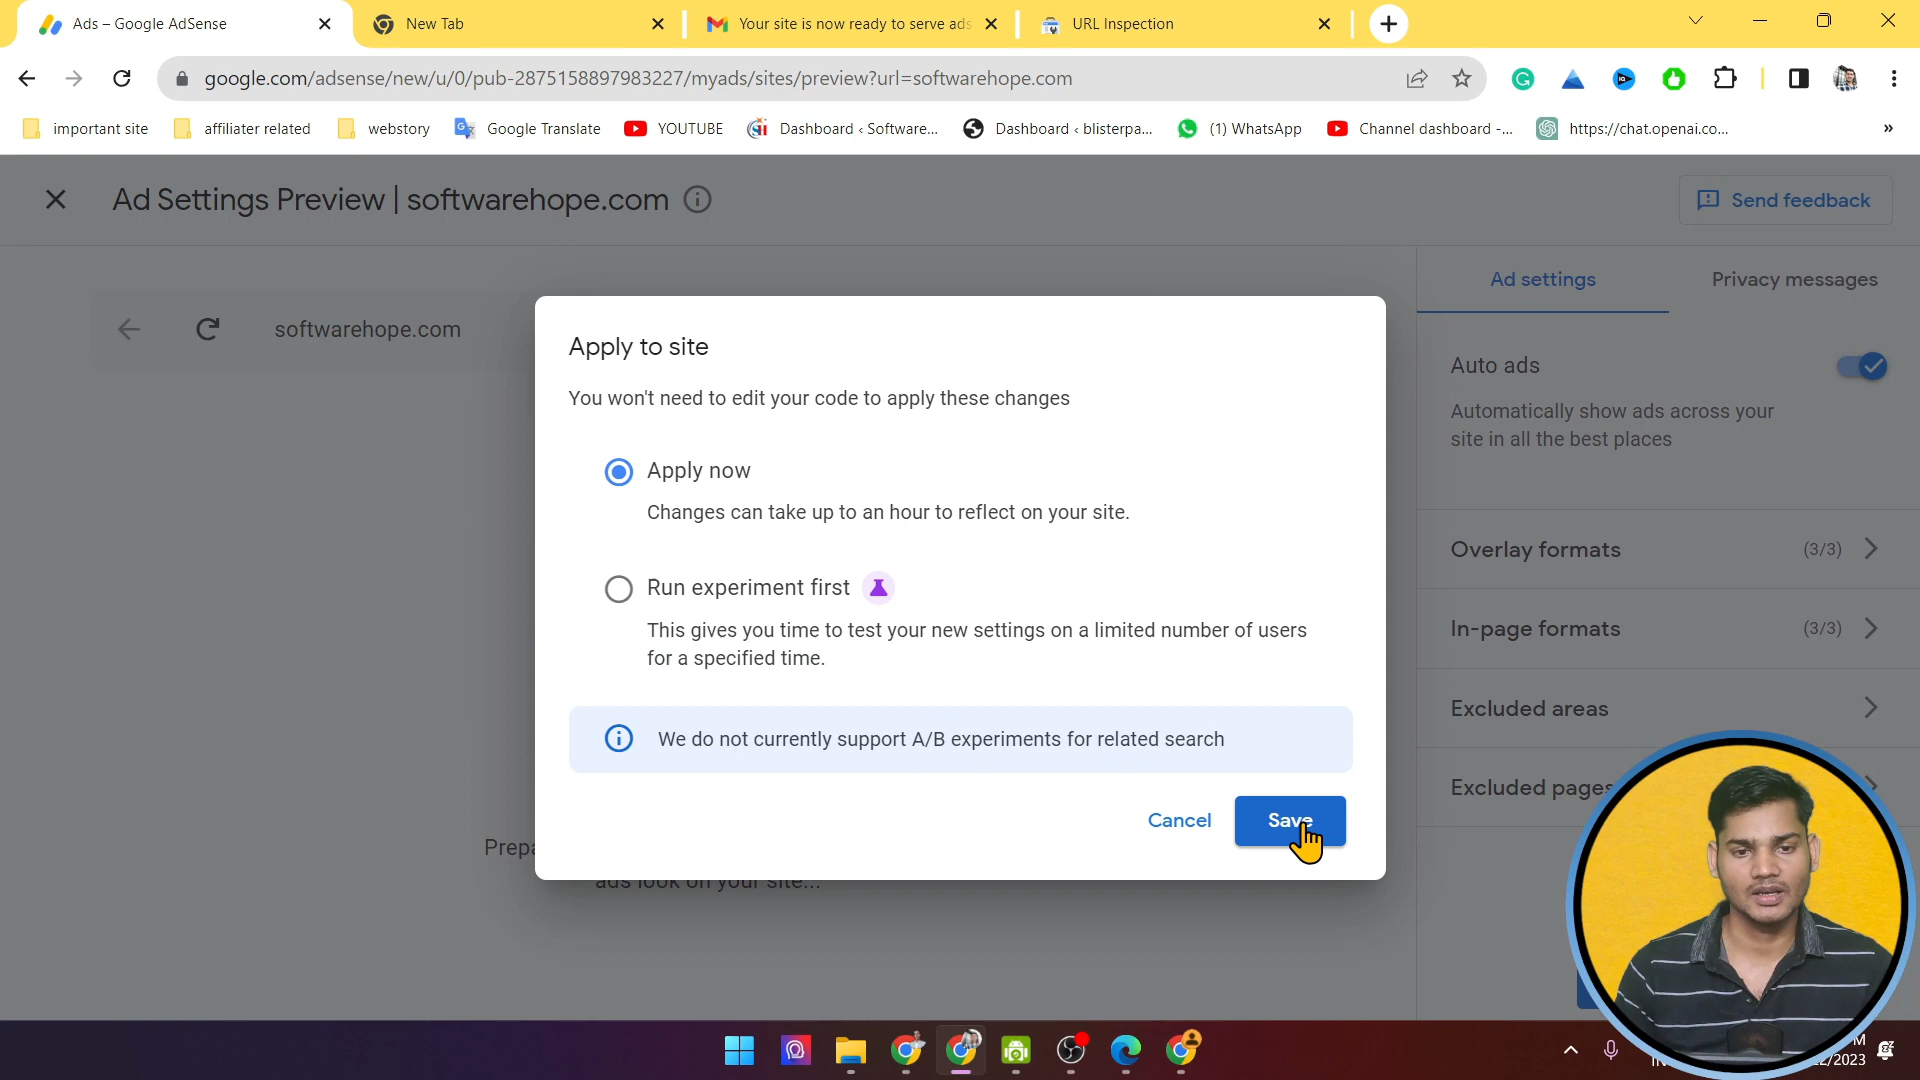 Ads – Google AdSense
New Tab
Your site is now ready to serve ads
URL Inspection
google.com/adsense/new/u/0/pub-2875158897983227/myads/sites/preview?url=softwarehope.com
important site
affiliater related
webstory
Google Translate
YOUTUBE
Dashboard ‹ Software...
Dashboard ‹ blisterpa...
(1) WhatsApp
Channel dashboard -...
https://chat.openai.co...
»
Ad Settings Preview | softwarehope.com
Send feedback
Ad settings
Privacy messages
softwarehope.com
Auto ads
Automatically show ads across your
site in all the best places
Overlay formats (3/3)
In-page formats (3/3)
Excluded areas
Excluded pages
Apply to site
You won't need to edit your code to apply these changes
Apply now
Changes can take up to an hour to reflect on your site.
Run experiment first
This gives you time to test your new settings on a limited number of users
for a specified time.
We do not currently support A/B experiments for related search
Cancel
Save
ads look on your site...